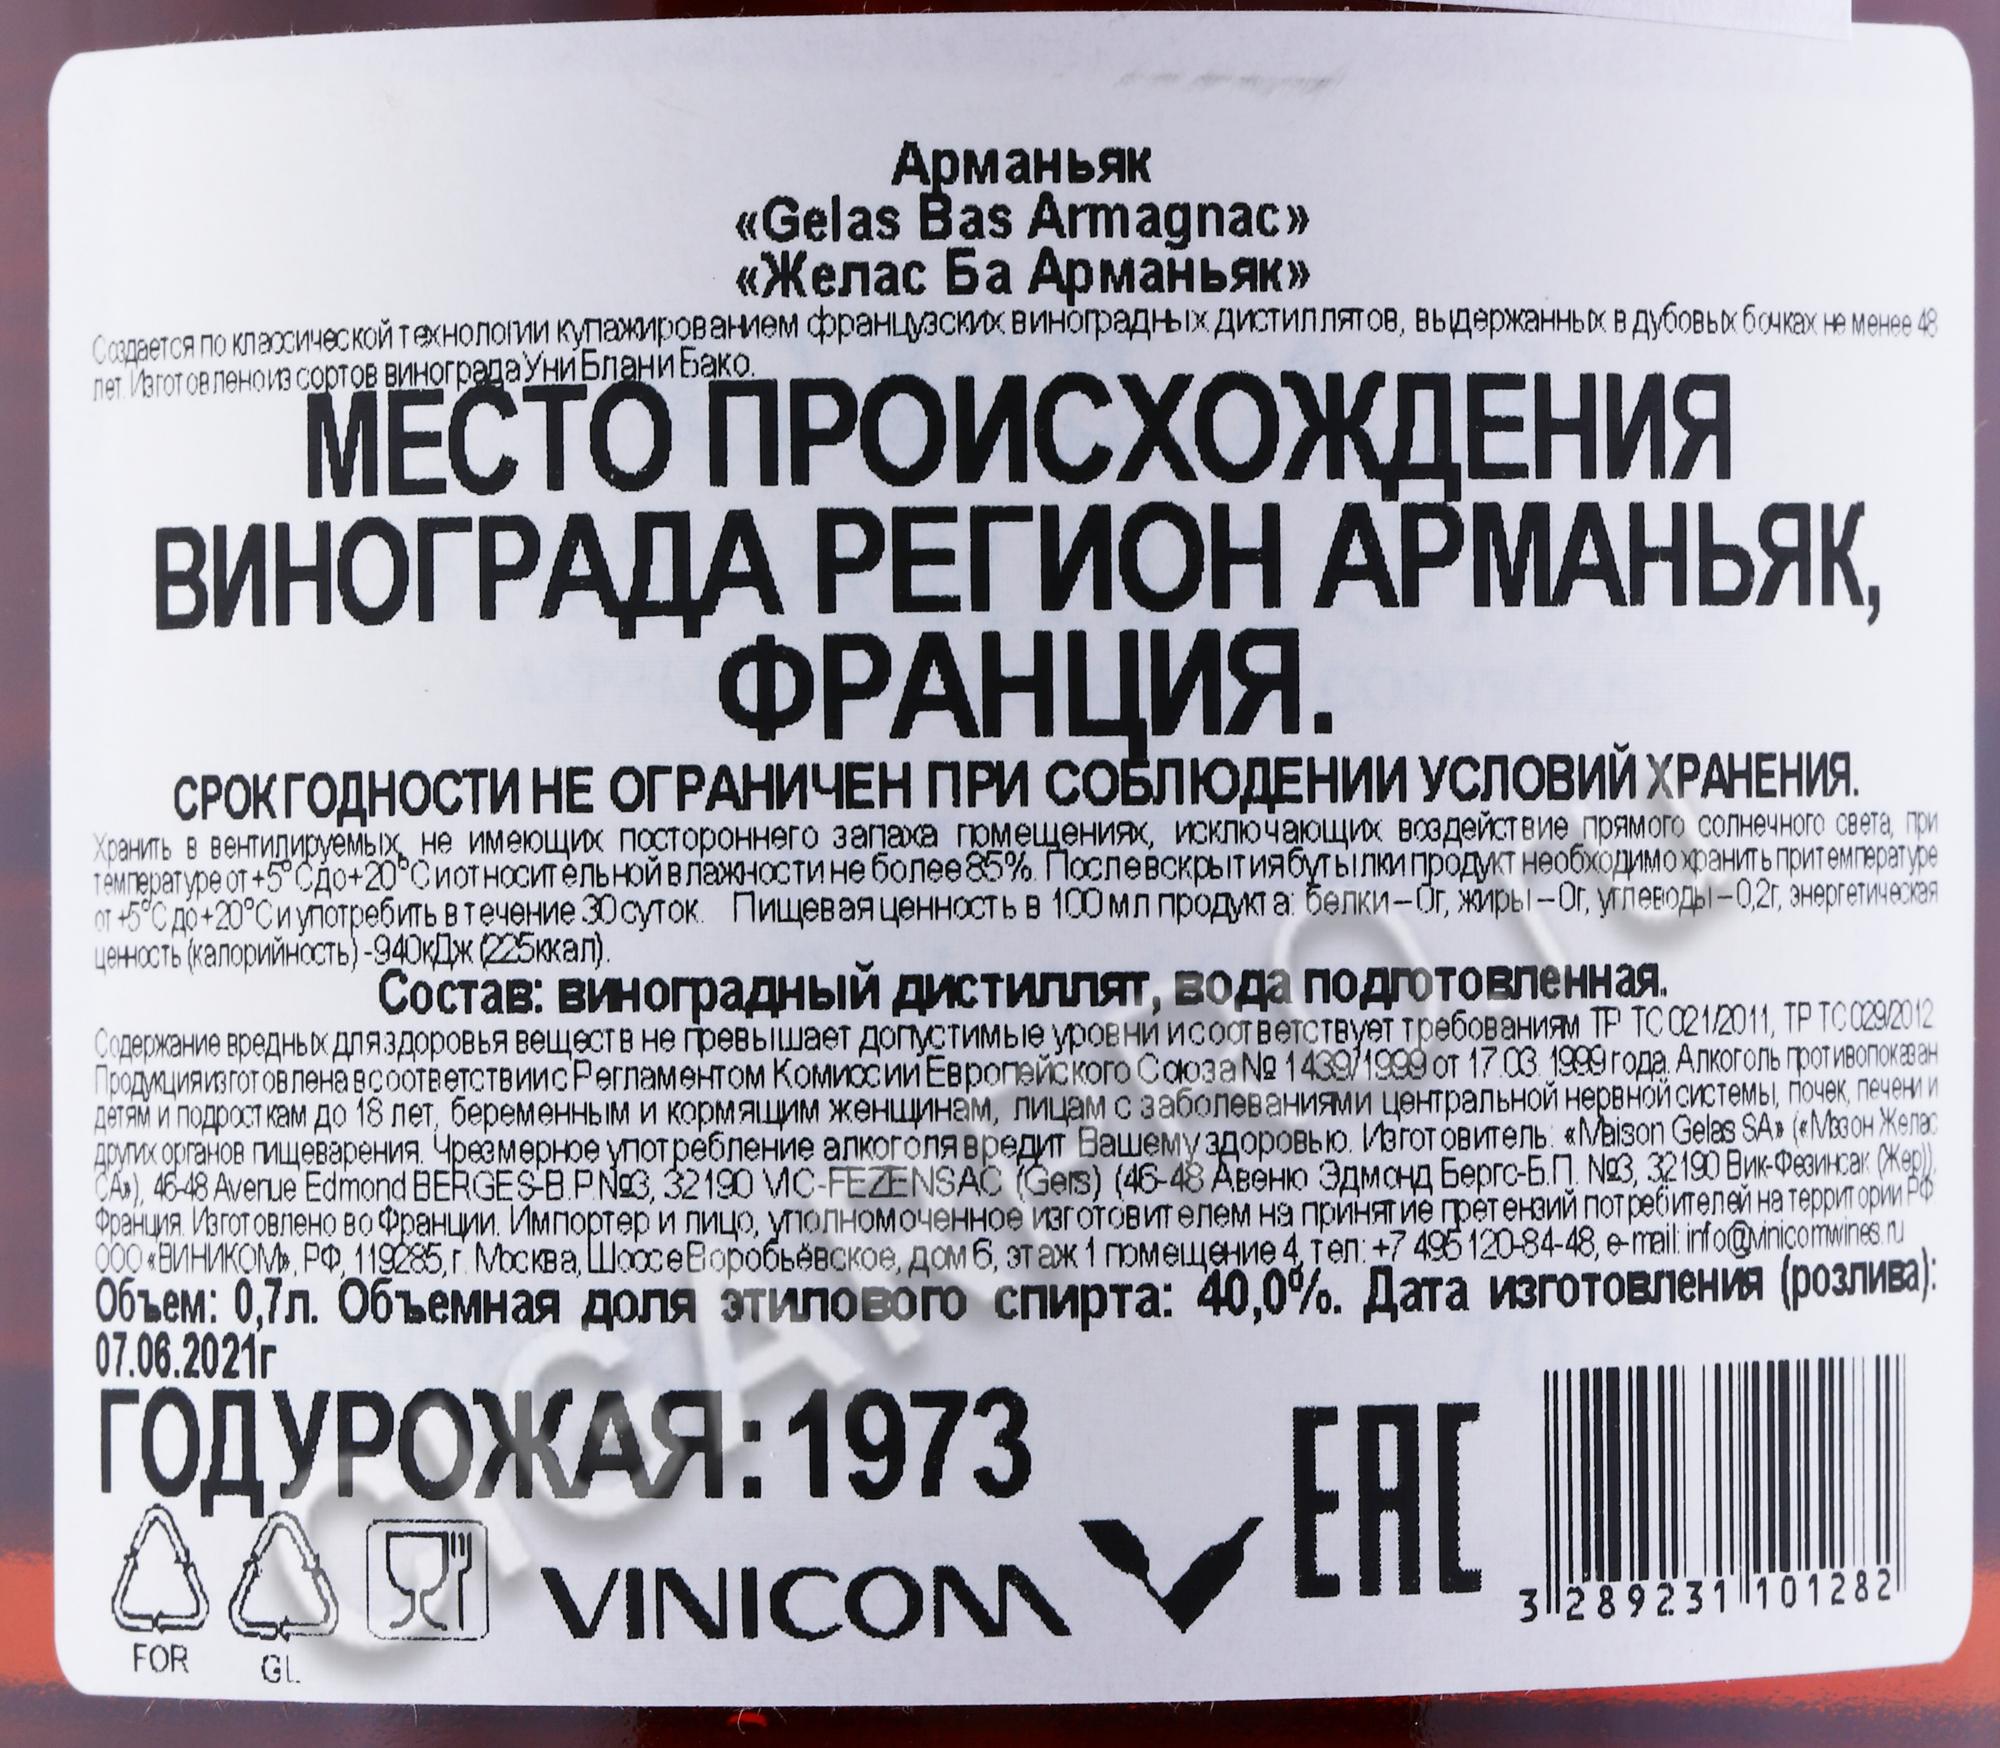 Арманьяк
«Gelas Bas Armagnac»
«Желас Ба Арманьяк»
Создается по классической технологии купажированием французских виноградных дистиллятов, выдержанных в дубовых бочках не менее 48
лет. Изготовлено из сортов винограда Уни Блан и Бако.
МЕСТО ПРОИСХОЖДЕНИЯ
ВИНОГРАДА РЕГИОН АРМАНЬЯК,
ФРАНЦИЯ.
СРОК ГОДНОСТИ НЕ ОГРАНИЧЕН ПРИ СОБЛЮДЕНИИ УСЛОВИЙ ХРАНЕНИЯ.
Хранить в вентилируемых, не имеющих постороннего запаха помещениях, исключающих воздействие прямого солнечного света, при
температуре от +5°С до +20°С и относительной влажности не более 85%. После вскрытия бутылки продукт необходимо хранить при температуре
от +5°С до +20°С и употребить в течение 30 суток. Пищевая ценность в 100 мл продукта: белки – 0г, жиры – 0г, углеводы – 0,2г, энергетическая
ценность (калорийность) -940кДж (225ккал).
Состав: виноградный дистиллят, вода подготовленная.
Содержание вредных для здоровья веществ не превышает допустимые уровни и соответствует требованиям ТР ТС 021/2011, ТР ТС 029/2012
Продукция изготовлена в соответствии с Регламентом Комиссии Европейского Союза № 1439/1999 от 17.03. 1999 года. Алкоголь противопоказан
детям и подросткам до 18 лет, беременным и кормящим женщинам, лицам с заболеваниями центральной нервной системы, почек, печени и
других органов пищеварения. Чрезмерное употребление алкоголя вредит Вашему здоровью. Изготовитель: «Maison Gelas SA» («Мэзон Желас
СА»), 46-48 Avenue Edmond BERGES-B.P.№3, 32190 VIC-FEZENSAC (Gers) (46-48 Авеню Эдмонд Бергс-Б.П. №3, 32190 Вик-Фезинсак (Жер)),
Франция. Изготовлено во Франции. Импортер и лицо, уполномоченное изготовителем на принятие претензий потребителей на территории РФ
ООО «ВИНИКОМ», РФ, 119285, г. Москва, Шоссе Воробьёвское, дом 6, этаж 1 помещение 4, тел: +7 495 120-84-48, e-mail: info@vinicomwines.ru
Объем: 0,7л. Объемная доля этилового спирта: 40,0%. Дата изготовления (розлива):
07.06.2021г
ГОД УРОЖАЯ: 1973
FOR
GL
VINICOM
EAC
3 289231 101282
CIGARPRO.ru